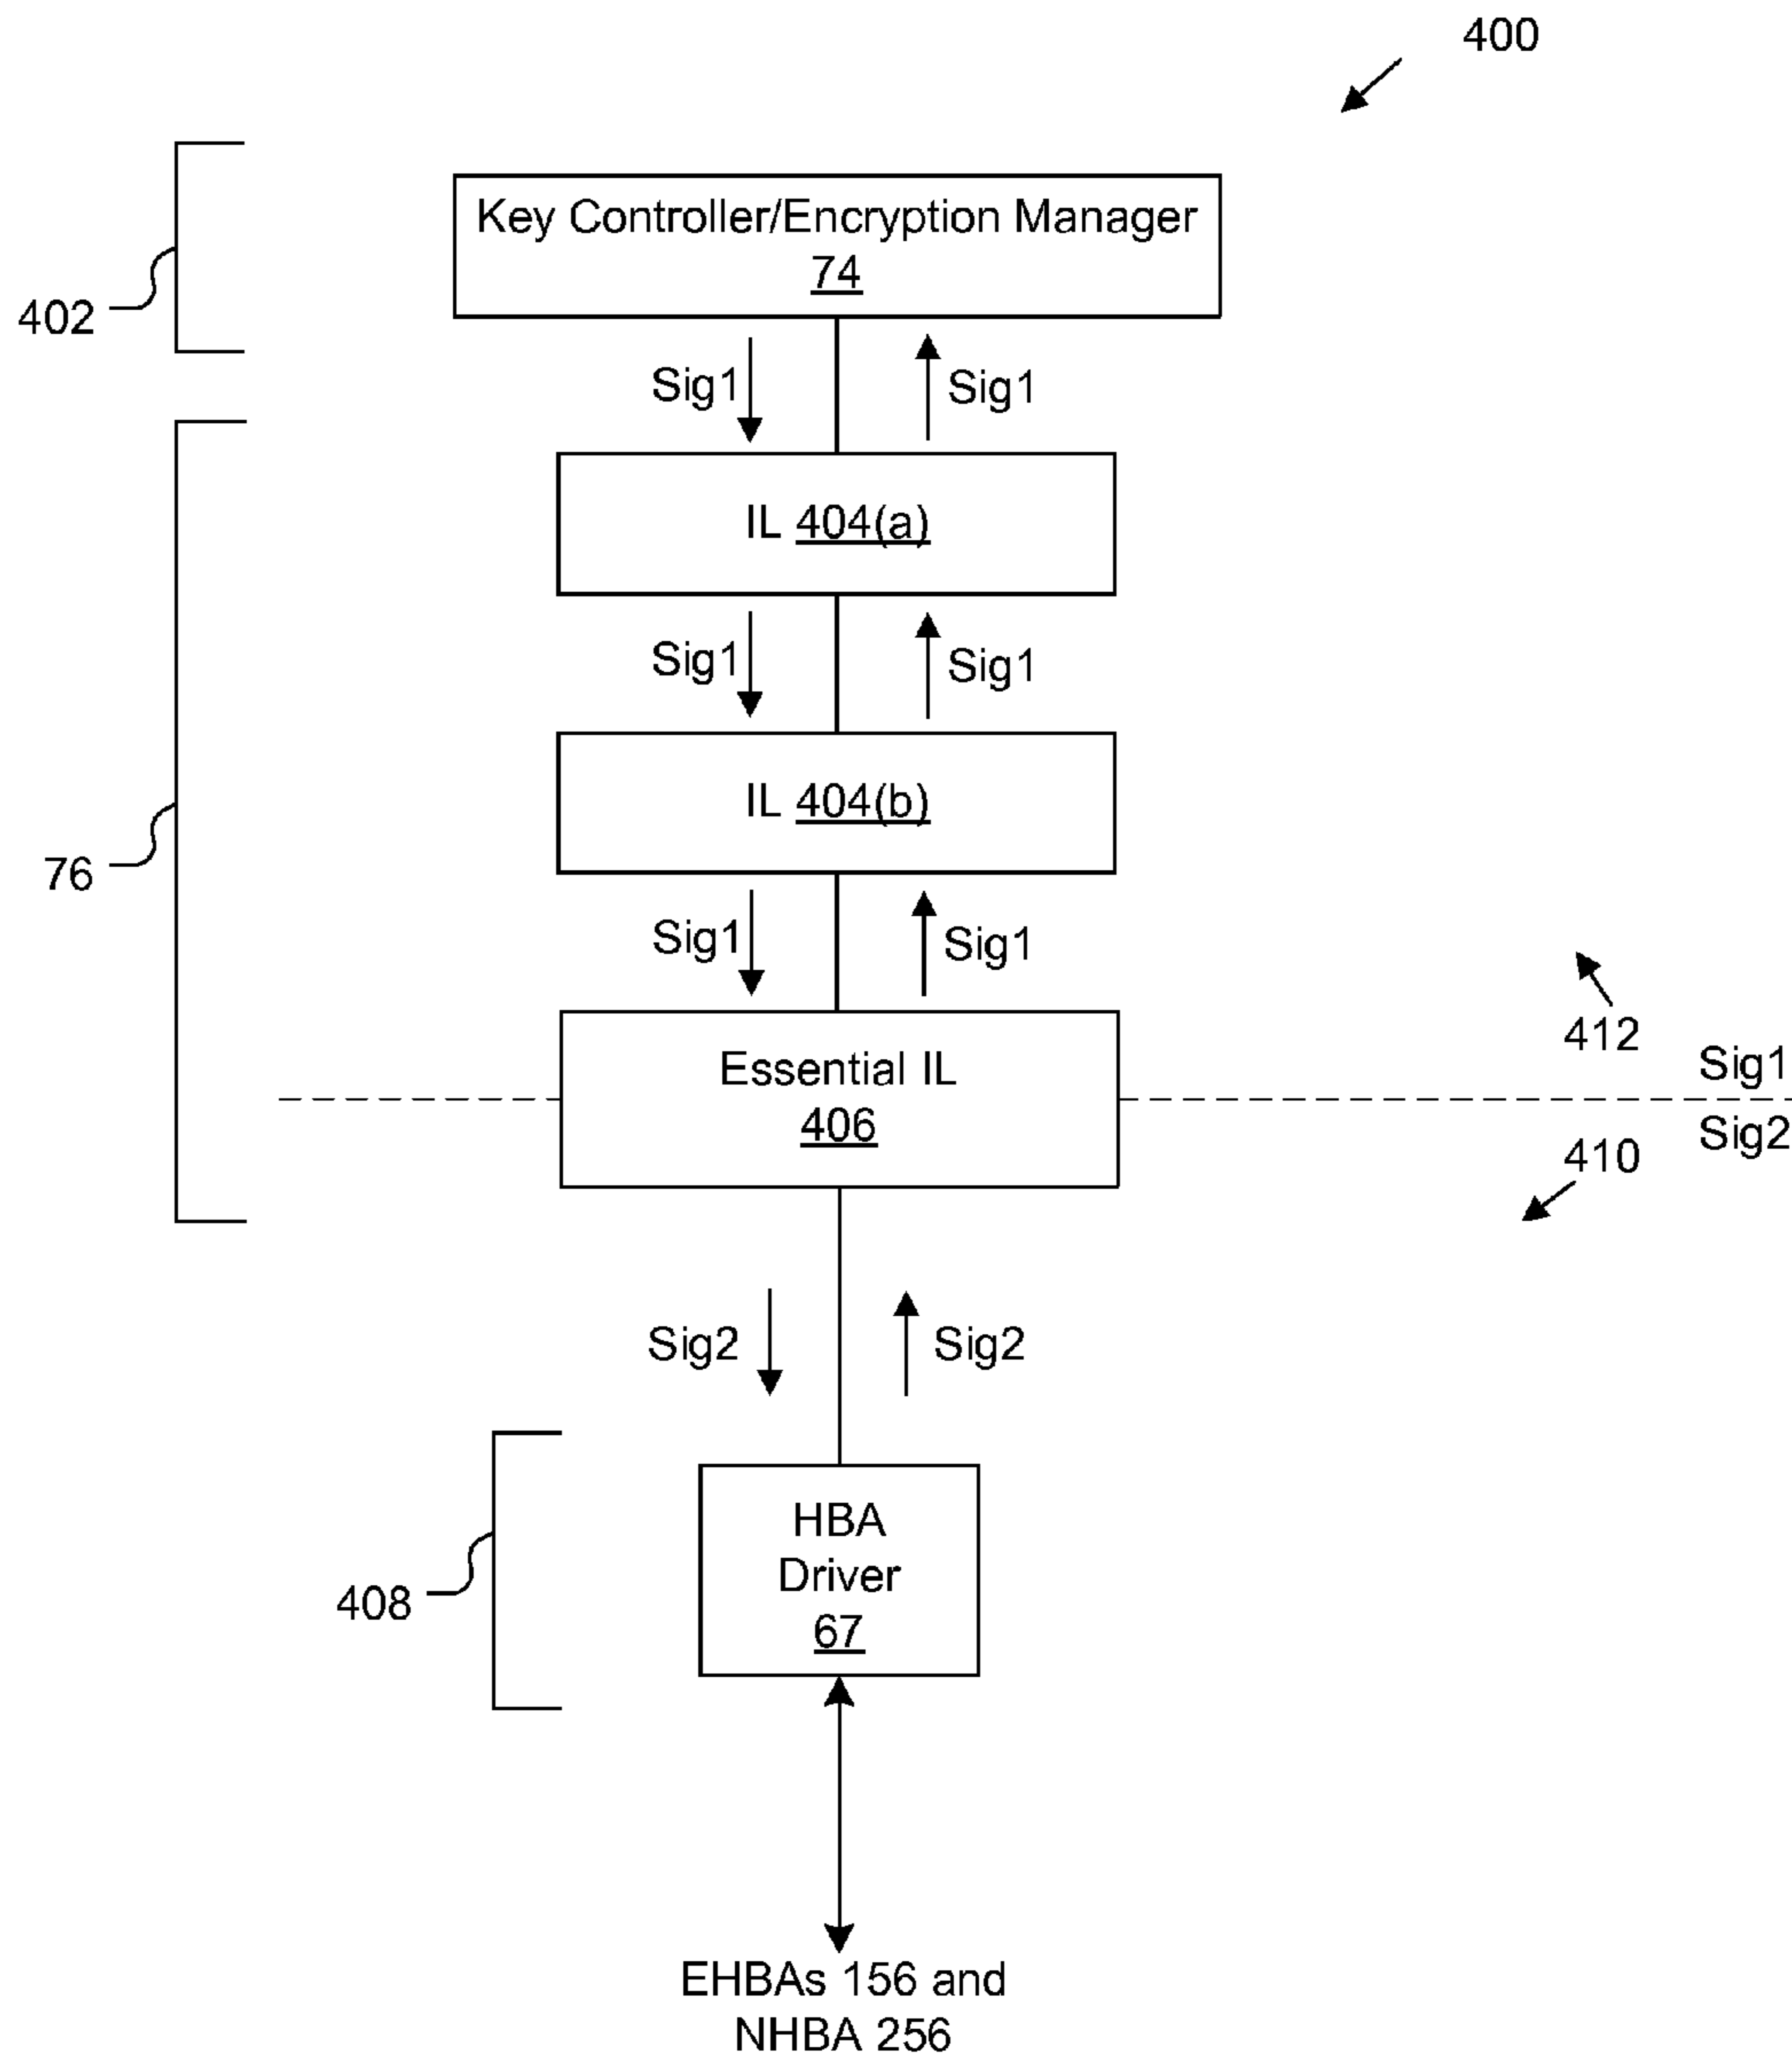 400
Key Controller/Encryption Manager
74
402
Sig1
Sig1
IL 404(a)
Sig1
Sig1
IL 404(b)
76
Sig1
Sig1
412
Sig1
Essential IL
406
Sig2
410
Sig2
Sig2
HBA
Driver
67
408
EHBAs 156 and
NHBA 256